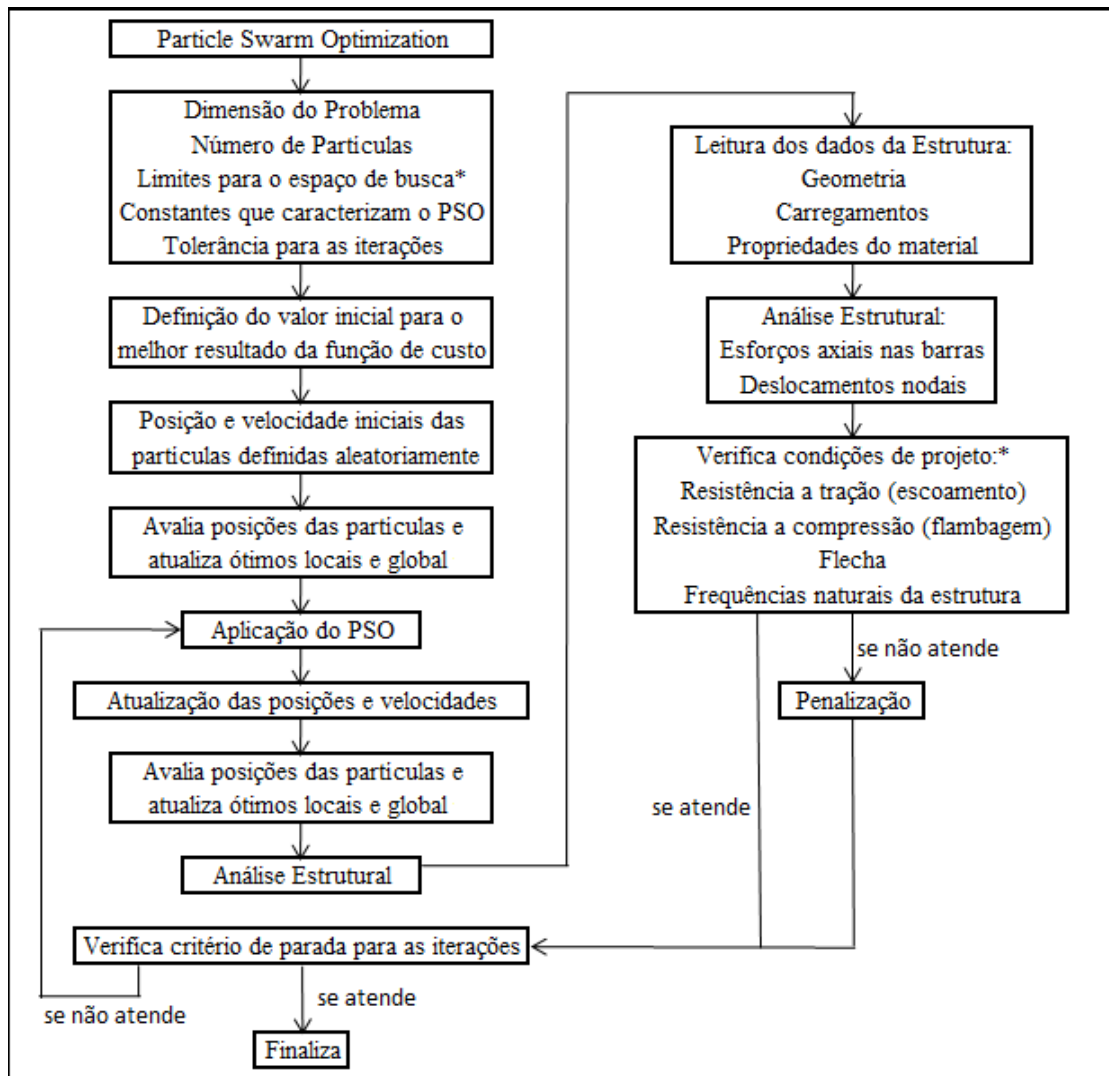 Particle Swarm Optimization
Dimensão do Problema
Número de Partículas
Limites para o espaço de busca*
Constantes que caracterizam o PSO
Tolerância para as iterações
Definição do valor inicial para o
melhor resultado da função de custo
Posição e velocidade iniciais das
partículas definidas aleatoriamente
Avalia posições das partículas e
atualiza ótimos locais e global
Aplicação do PSO
Atualização das posições e velocidades
Avalia posições das partículas e
atualiza ótimos locais e global
Análise Estrutural
Leitura dos dados da Estrutura:
Geometria
Carregamentos
Propriedades do material
Análise Estrutural:
Esforços axiais nas barras
Deslocamentos nodais
Verifica condições de projeto:*
Resistência a tração (escoamento)
Resistência a compressão (flambagem)
Flecha
Frequências naturais da estrutura
se não atende
Penalização
se atende
Verifica critério de parada para as iterações
se não atende
se atende
Finaliza